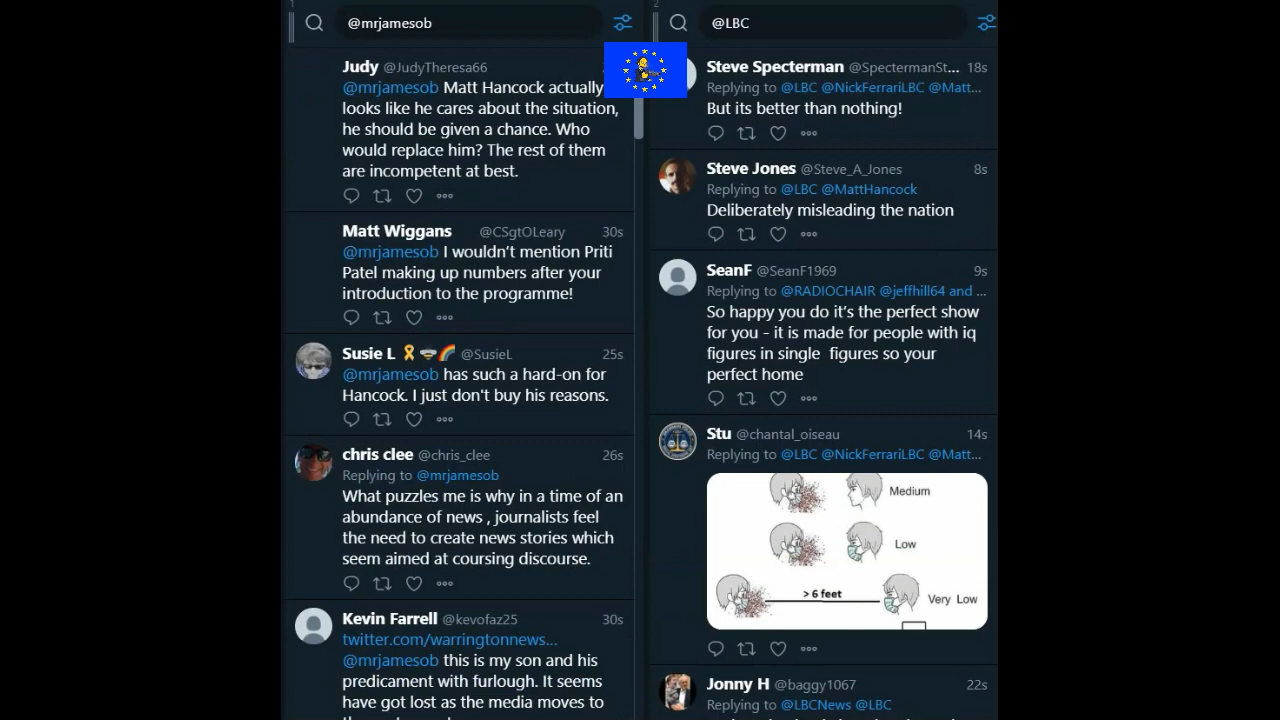 1
@mrjamesob
Judy @JudyTheresa66
@mrjamesob Matt Hancock actually
looks like he cares about the situation,
he should be given a chance. Who
would replace him? The rest of them
are incompetent at best.
Matt Wiggans @CSgtOLeary 30s
@mrjamesob I wouldn't mention Priti
Patel making up numbers after your
introduction to the programme!
Susie L @SusieL 25s
@mrjamesob has such a hard-on for
Hancock. I just don't buy his reasons.
chris clee @chris_clee 26s
Replying to @mrjamesob
What puzzles me is why in a time of an
abundance of news , journalists feel
the need to create news stories which
seem aimed at coursing discourse.
Kevin Farrell @kevofaz25 30s
twitter.com/warringtonnews...
@mrjamesob this is my son and his
predicament with furlough. It seems
have got lost as the media moves to
2
@LBC
Steve Specterman @SpectermanSt... 18s
Replying to @LBC @NickFerrariLBC @Matt...
But its better than nothing!
Steve Jones @Steve_A_Jones 8s
Replying to @LBC @MattHancock
Deliberately misleading the nation
SeanF @SeanF1969 9s
Replying to @RADIOCHAIR @jeffhill64 and ...
So happy you do it's the perfect show
for you - it is made for people with iq
figures in single figures so your
perfect home
Stu @chantal_oiseau 14s
Replying to @LBC @NickFerrariLBC @Matt...
Medium
Low
> 6 feet
Very Low
Jonny H @baggy1067 22s
Replying to @LBCNews @LBC